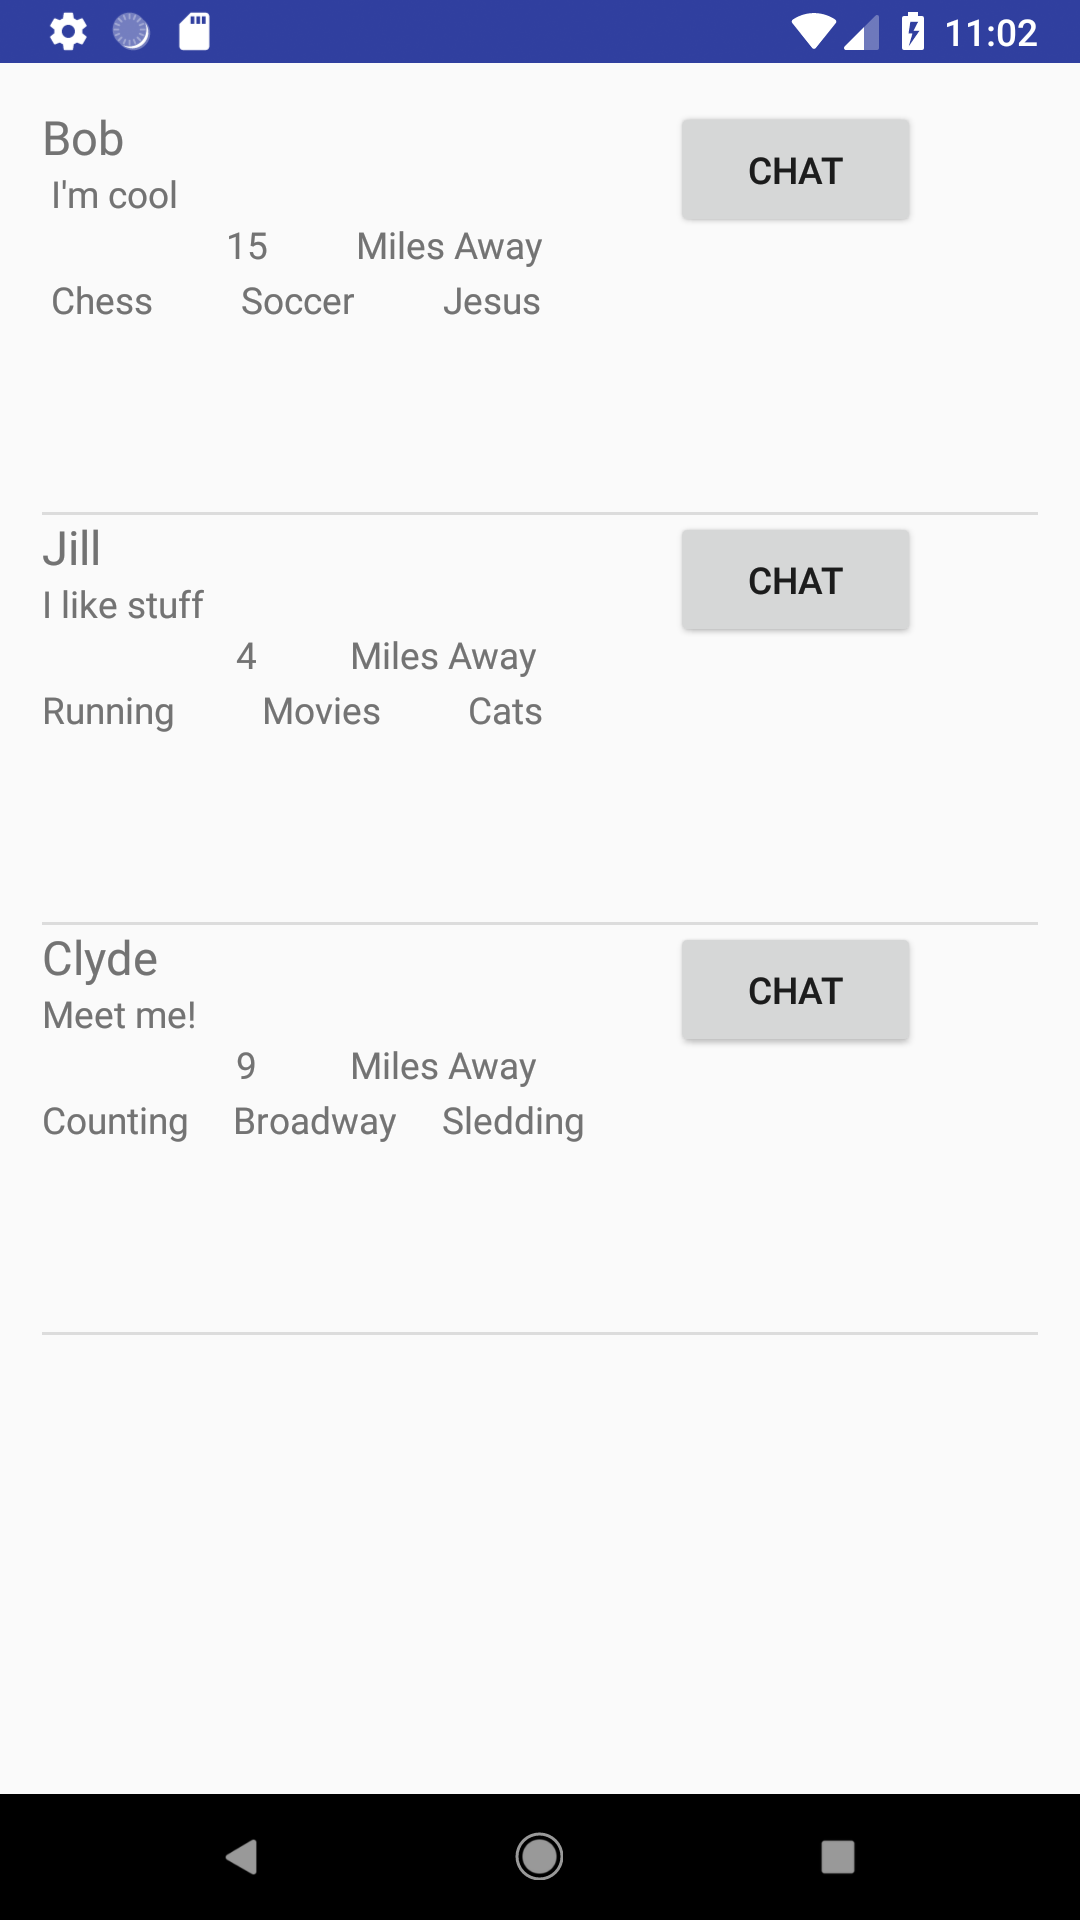 11:02
Bob
CHAT
I'm cool
15 Miles Away
Chess Soccer Jesus
Jill
CHAT
I like stuff
4 Miles Away
Running Movies Cats
Clyde
CHAT
Meet me!
9 Miles Away
Counting Broadway Sledding